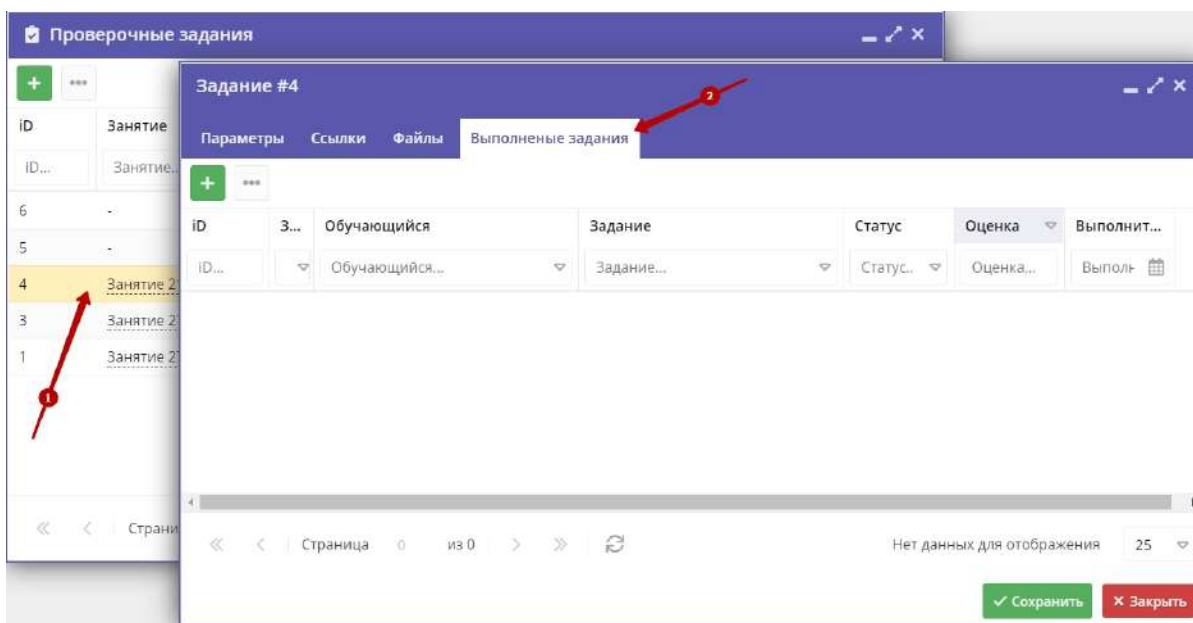 Проверочные задания
iD Занятие
iD... Занятие..
6 -
5 -
4 Занятие 2
3 Занятие 2
1 Занятие 2
1
Страни
Задание #4
2
Параметры Ссылки Файлы Выполненые задания
iD З... Обучающийся Задание Статус Оценка Выполнит...
iD... Обучающийся... Задание... Статус.. Оценка... Выполн
Страница 0 из 0 Нет данных для отображения 25
Сохранить Закрыть